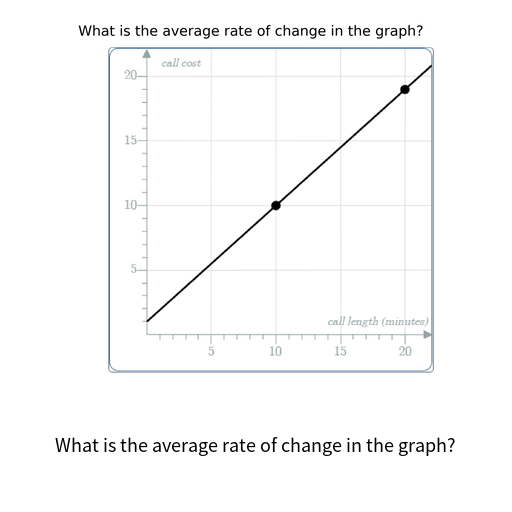 What is the average rate of change in the graph?
call cost
20
15
10
5
call length (minutes)
5 10 15 20
What is the average rate of change in the graph?